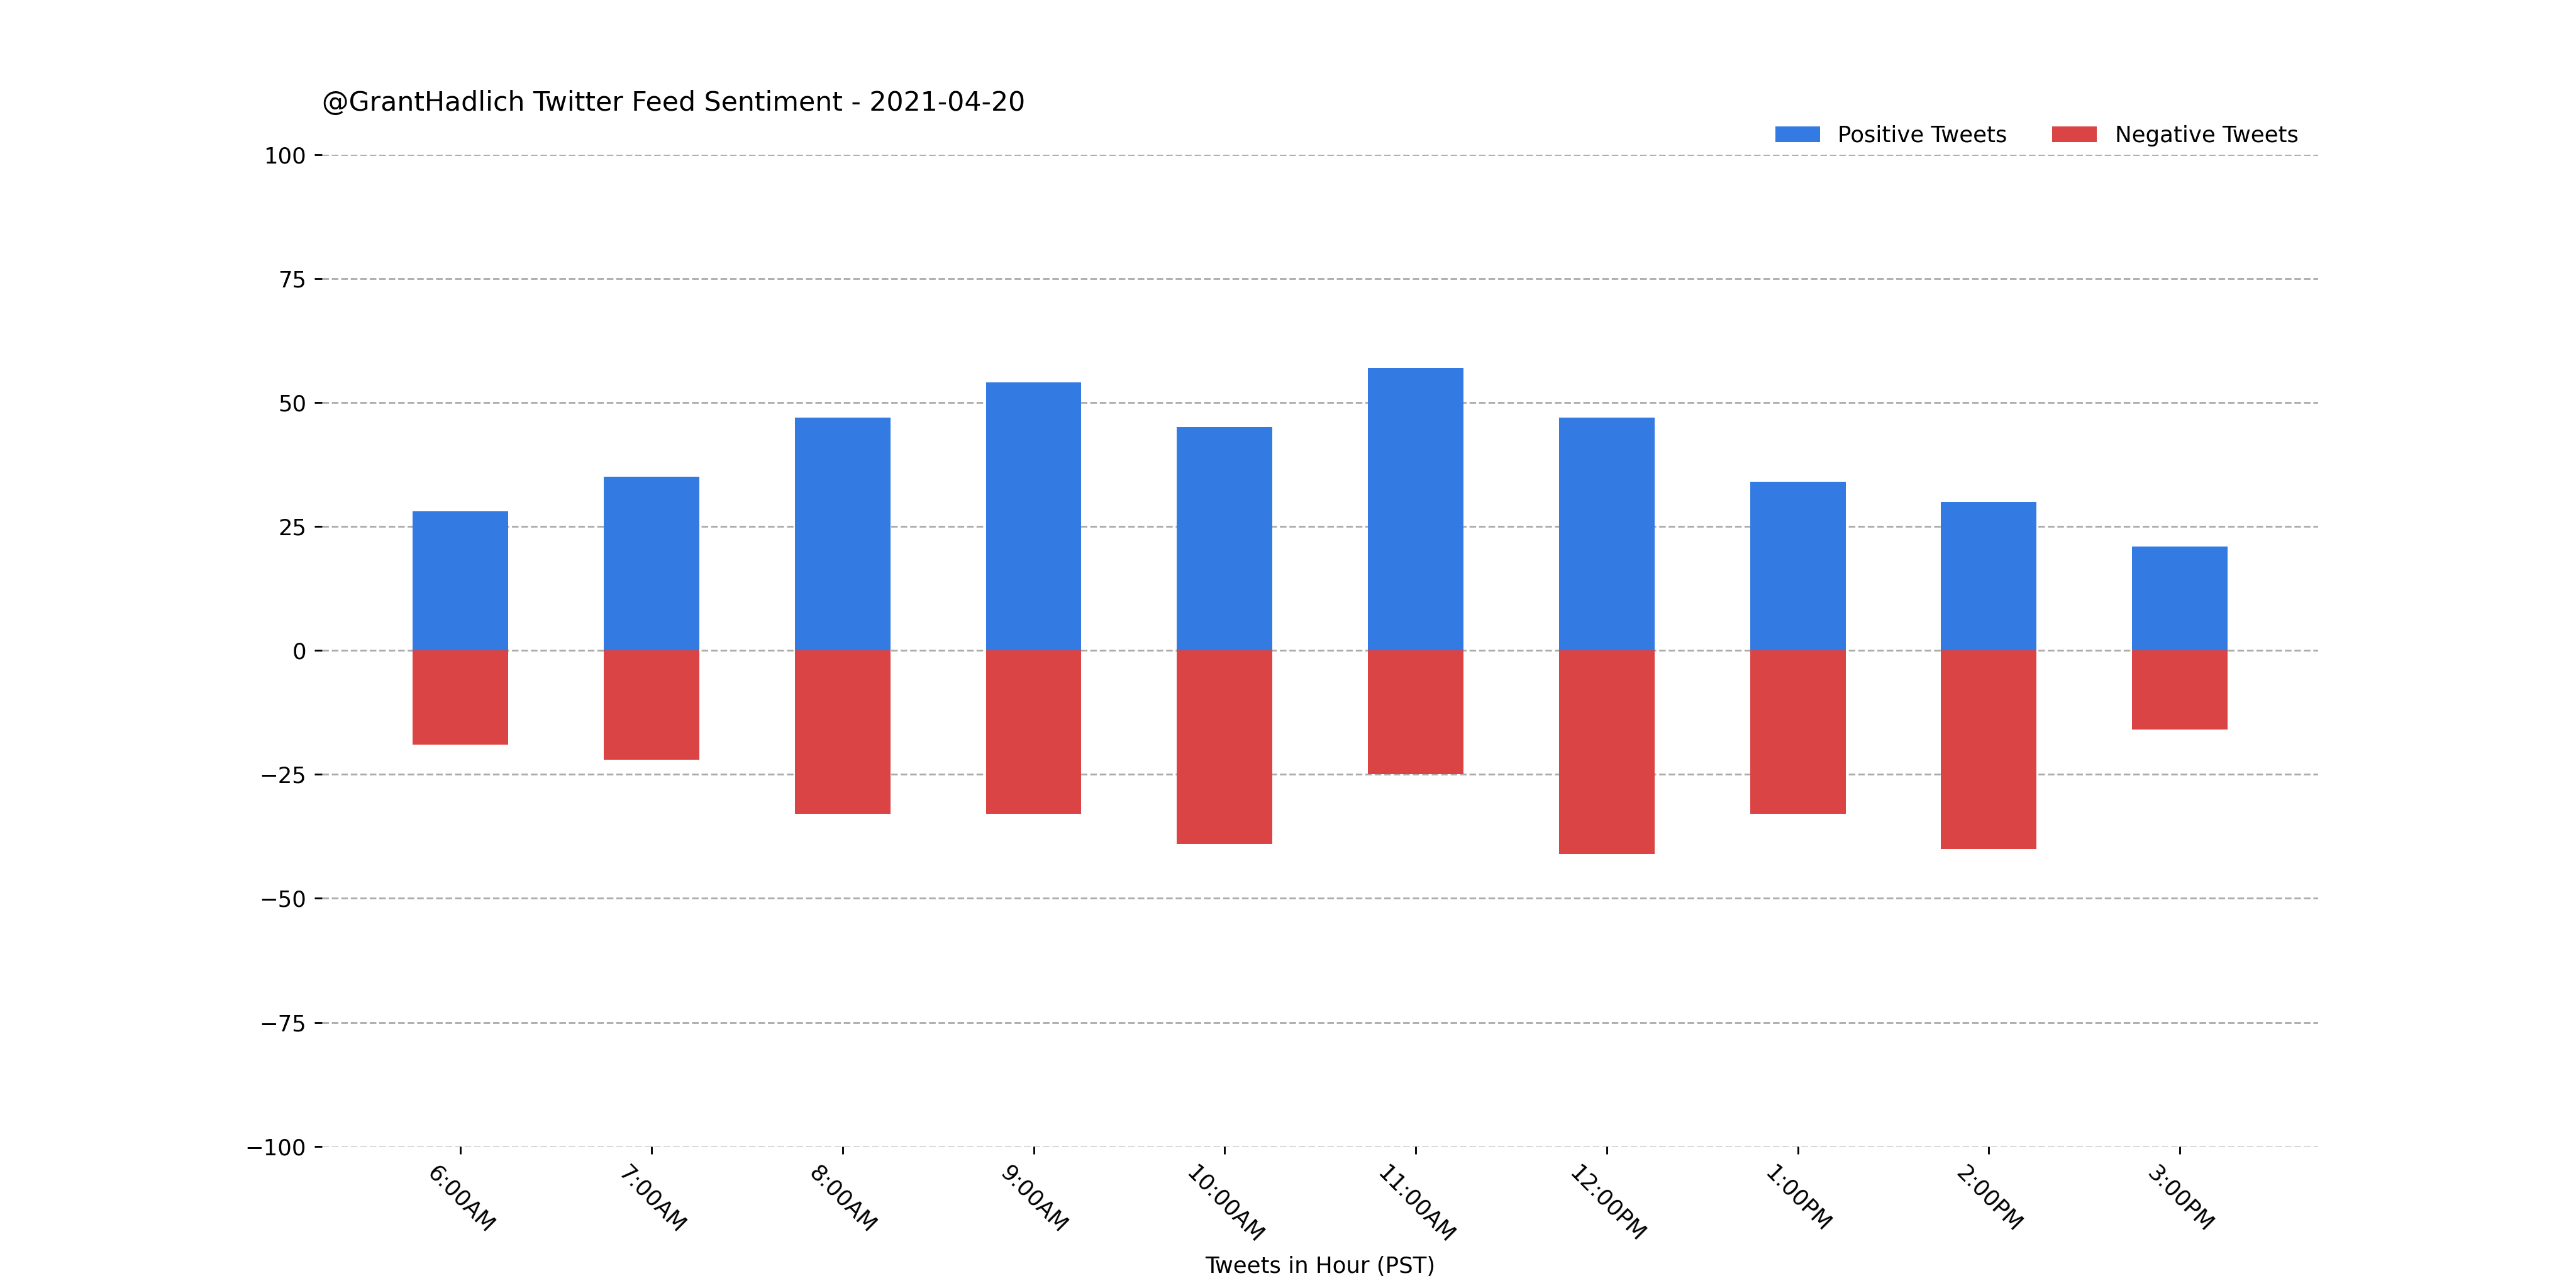 @GrantHadlich Twitter Feed Sentiment - 2021-04-20
Positive Tweets
Negative Tweets
100
75
50
25
0
−25
−50
−75
−100
6:00AM
7:00AM
8:00AM
9:00AM
10:00AM
11:00AM
12:00PM
1:00PM
2:00PM
3:00PM
Tweets in Hour (PST)